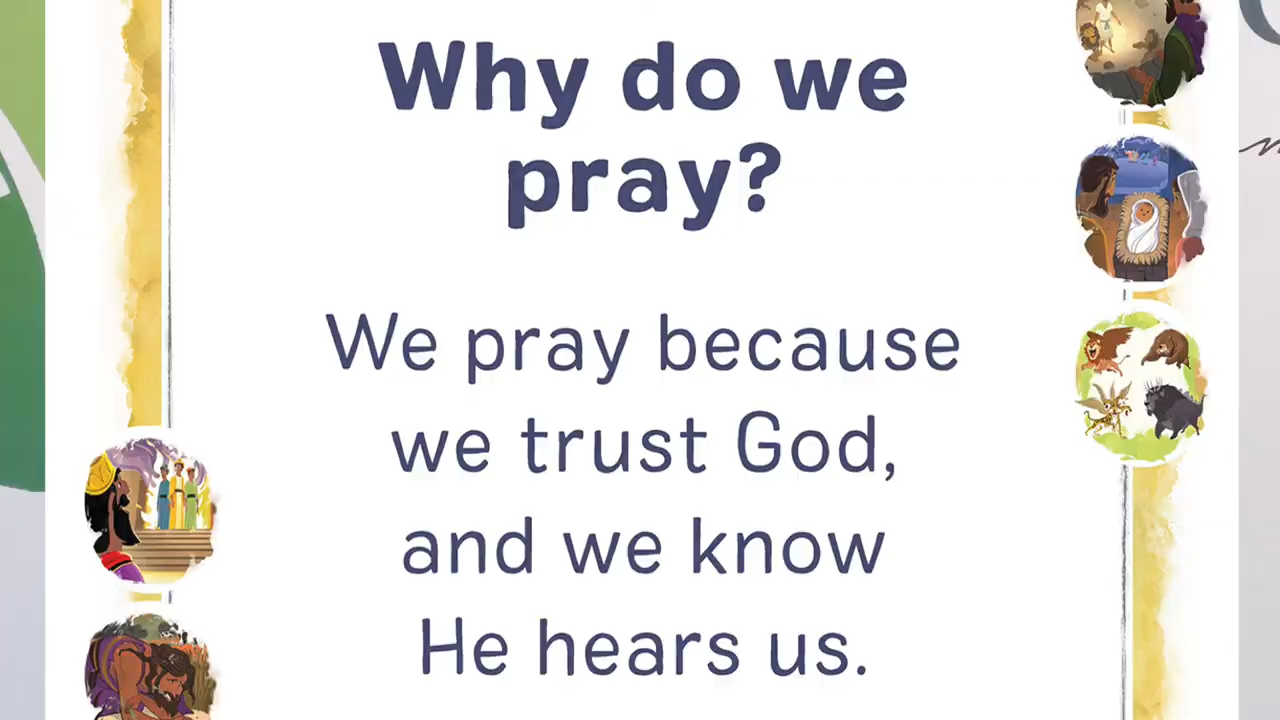 Why do we
pray?
We pray because
we trust God,
and we know
He hears us.